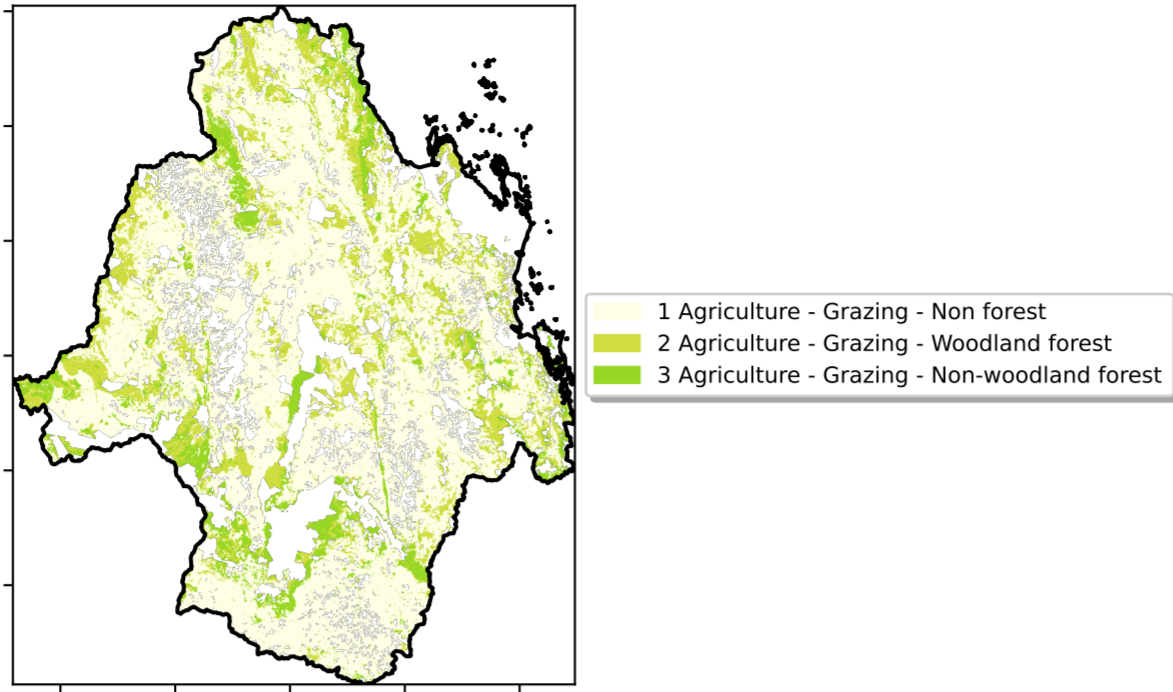 1 Agriculture - Grazing - Non forest
2 Agriculture - Grazing - Woodland forest
3 Agriculture - Grazing - Non-woodland forest